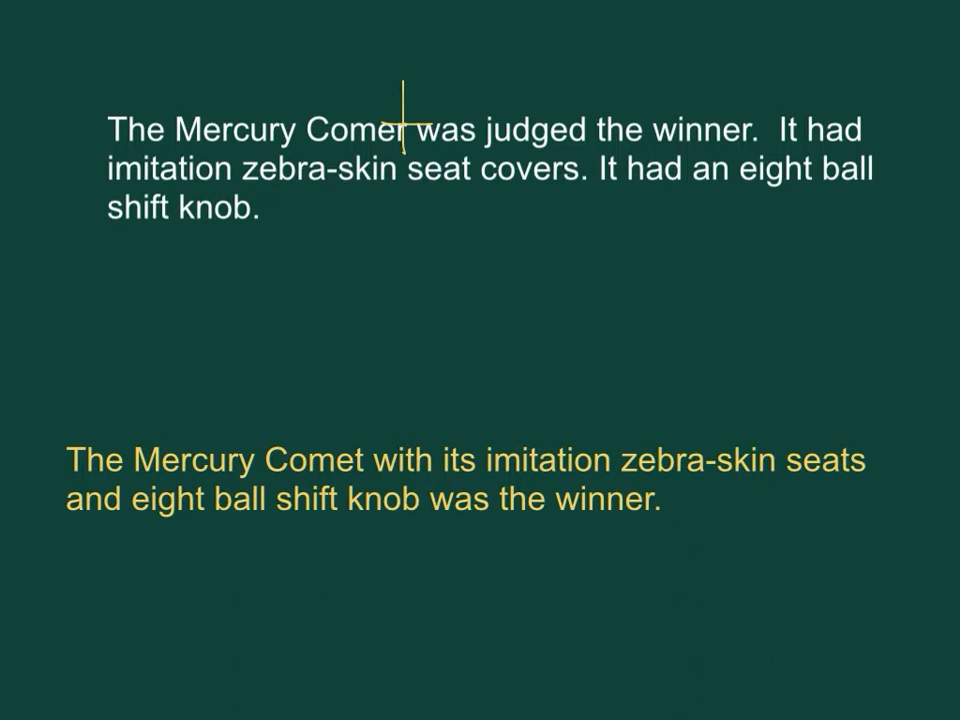 The Mercury Comer was judged the winner.  It had
imitation zebra-skin seat covers. It had an eight ball
shift knob.
The Mercury Comet with its imitation zebra-skin seats
and eight ball shift knob was the winner.